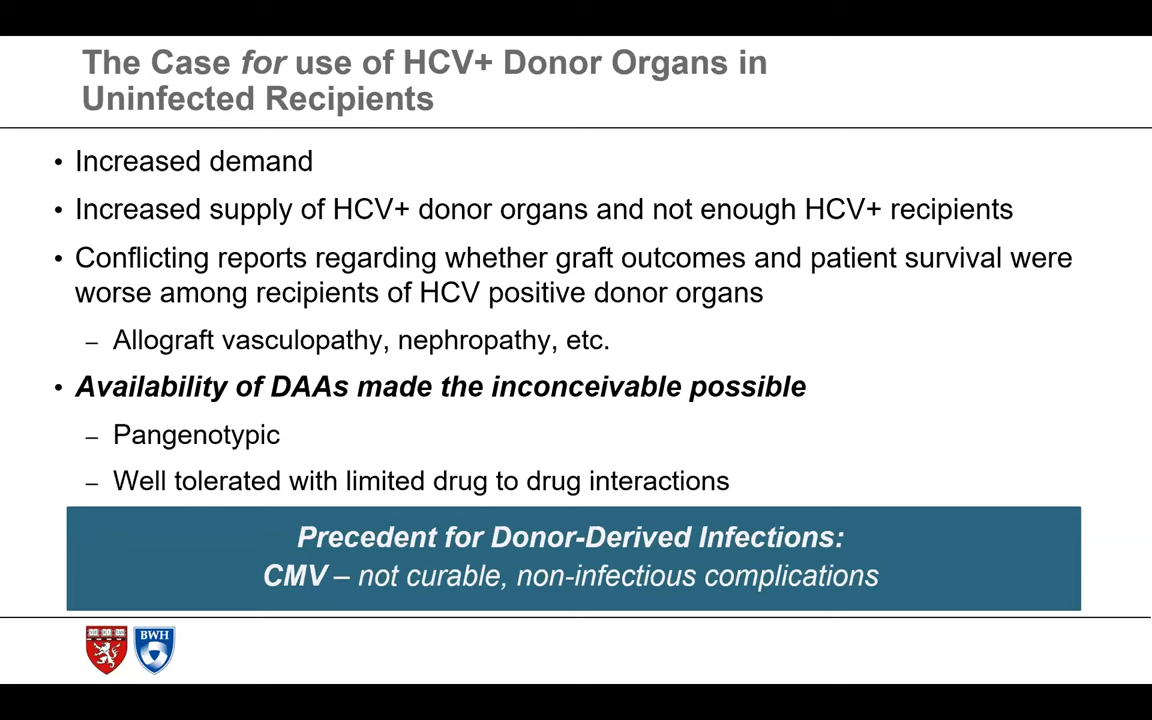 The Case for use of HCV+ Donor Organs in
Uninfected Recipients
• Increased demand
• Increased supply of HCV+ donor organs and not enough HCV+ recipients
• Conflicting reports regarding whether graft outcomes and patient survival were
worse among recipients of HCV positive donor organs
– Allograft vasculopathy, nephropathy, etc.
• Availability of DAAs made the inconceivable possible
– Pangenotypic
– Well tolerated with limited drug to drug interactions
Precedent for Donor-Derived Infections:
CMV – not curable, non-infectious complications
BWH